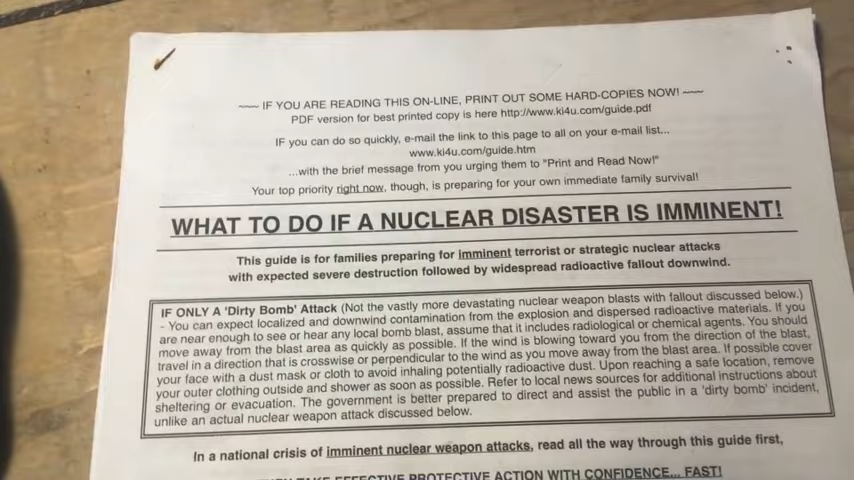 ~~~ IF YOU ARE READING THIS ON-LINE, PRINT OUT SOME HARD-COPIES NOW! ~~~
PDF version for best printed copy is here http://www.ki4u.com/guide.pdf
IF you can do so quickly, e-mail the link to this page to all on your e-mail list...
www.ki4u.com/guide.htm
...with the brief message from you urging them to "Print and Read Now!"
Your top priority right now, though, is preparing for your own immediate family survival!
WHAT TO DO IF A NUCLEAR DISASTER IS IMMINENT!
This guide is for families preparing for imminent terrorist or strategic nuclear attacks
with expected severe destruction followed by widespread radioactive fallout downwind.
IF ONLY A 'Dirty Bomb' Attack (Not the vastly more devastating nuclear weapon blasts with fallout discussed below.)
- You can expect localized and downwind contamination from the explosion and dispersed radioactive materials. If you
are near enough to see or hear any local bomb blast, assume that it includes radiological or chemical agents. You should
move away from the blast area as quickly as possible. If the wind is blowing toward you from the direction of the blast,
travel in a direction that is crosswise or perpendicular to the wind as you move away from the blast area. If possible cover
your face with a dust mask or cloth to avoid inhaling potentially radioactive dust. Upon reaching a safe location, remove
your outer clothing outside and shower as soon as possible. Refer to local news sources for additional instructions about
sheltering or evacuation. The government is better prepared to direct and assist the public in a 'dirty bomb' incident,
unlike an actual nuclear weapon attack discussed below.
In a national crisis of imminent nuclear weapon attacks, read all the way through this guide first,
TAKE EFFECTIVE PROTECTIVE ACTION WITH CONFIDENCE... FAST!